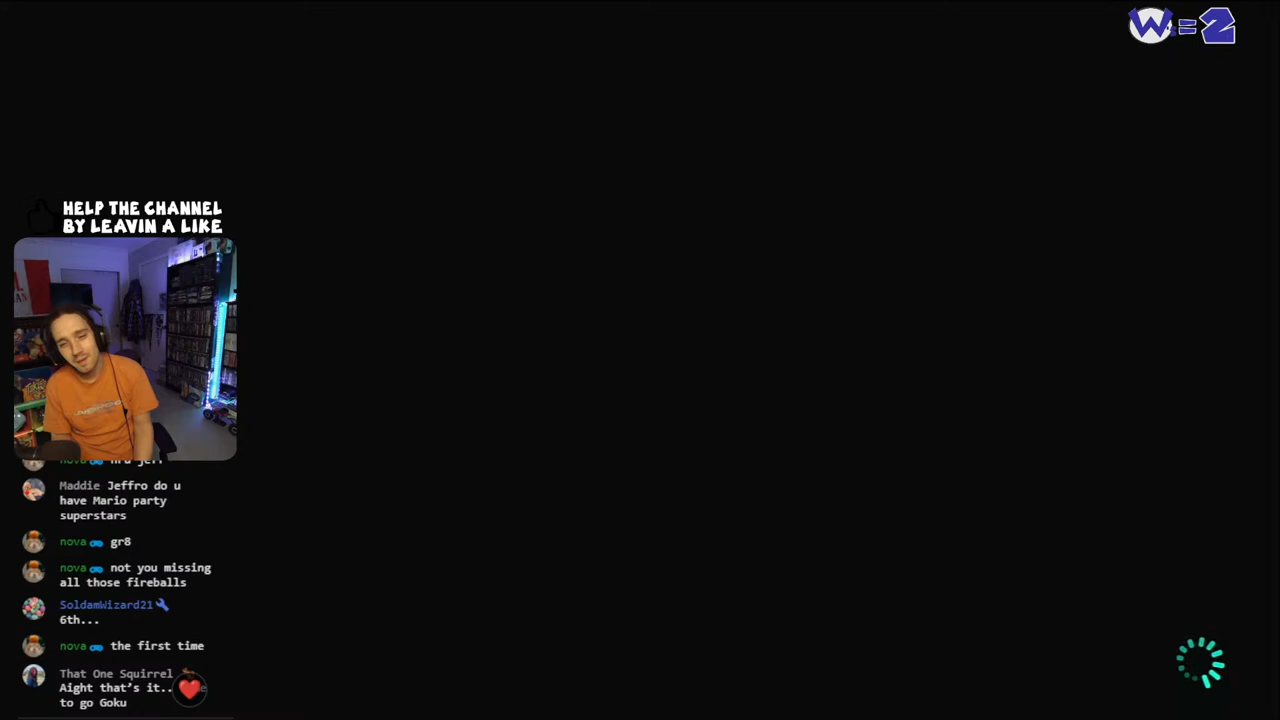 W=2
HELP THE CHANNEL
BY LEAVIN A LIKE
Maddie Jeffro do u
have Mario party
superstars
nova gr8
nova not you missing
all those fireballs
SoldamWizard21
6th...
nova the first time
That One Squirrel
Aight that's it..
to go Goku